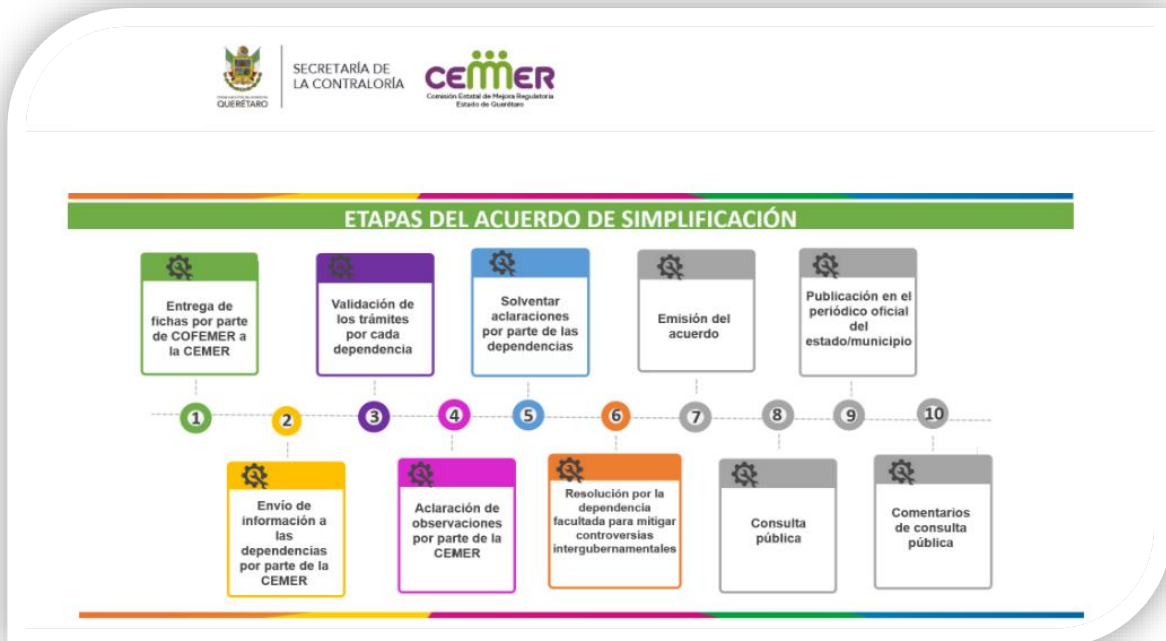 SECRETARÍA DE
LA CONTRALORÍA
QUERÉTARO
CEMER
Comisión Estatal de Mejora Regulatoria
Estado de Querétaro
ETAPAS DEL ACUERDO DE SIMPLIFICACIÓN
Entrega de
fichas por parte
de COFEMER a
la CEMER
Validación de
los trámites
por cada
dependencia
Solventar
aclaraciones
por parte de las
dependencias
Emisión del
acuerdo
Publicación en el
periódico oficial
del
estado/municipio
1
2
3
4
5
6
7
8
9
10
Envío de
información a
las
dependencias
por parte de la
CEMER
Aclaración de
observaciones
por parte de la
CEMER
Resolución por la
dependencia
facultada para mitigar
controversias
intergubernamentales
Consulta
pública
Comentarios
de consulta
pública